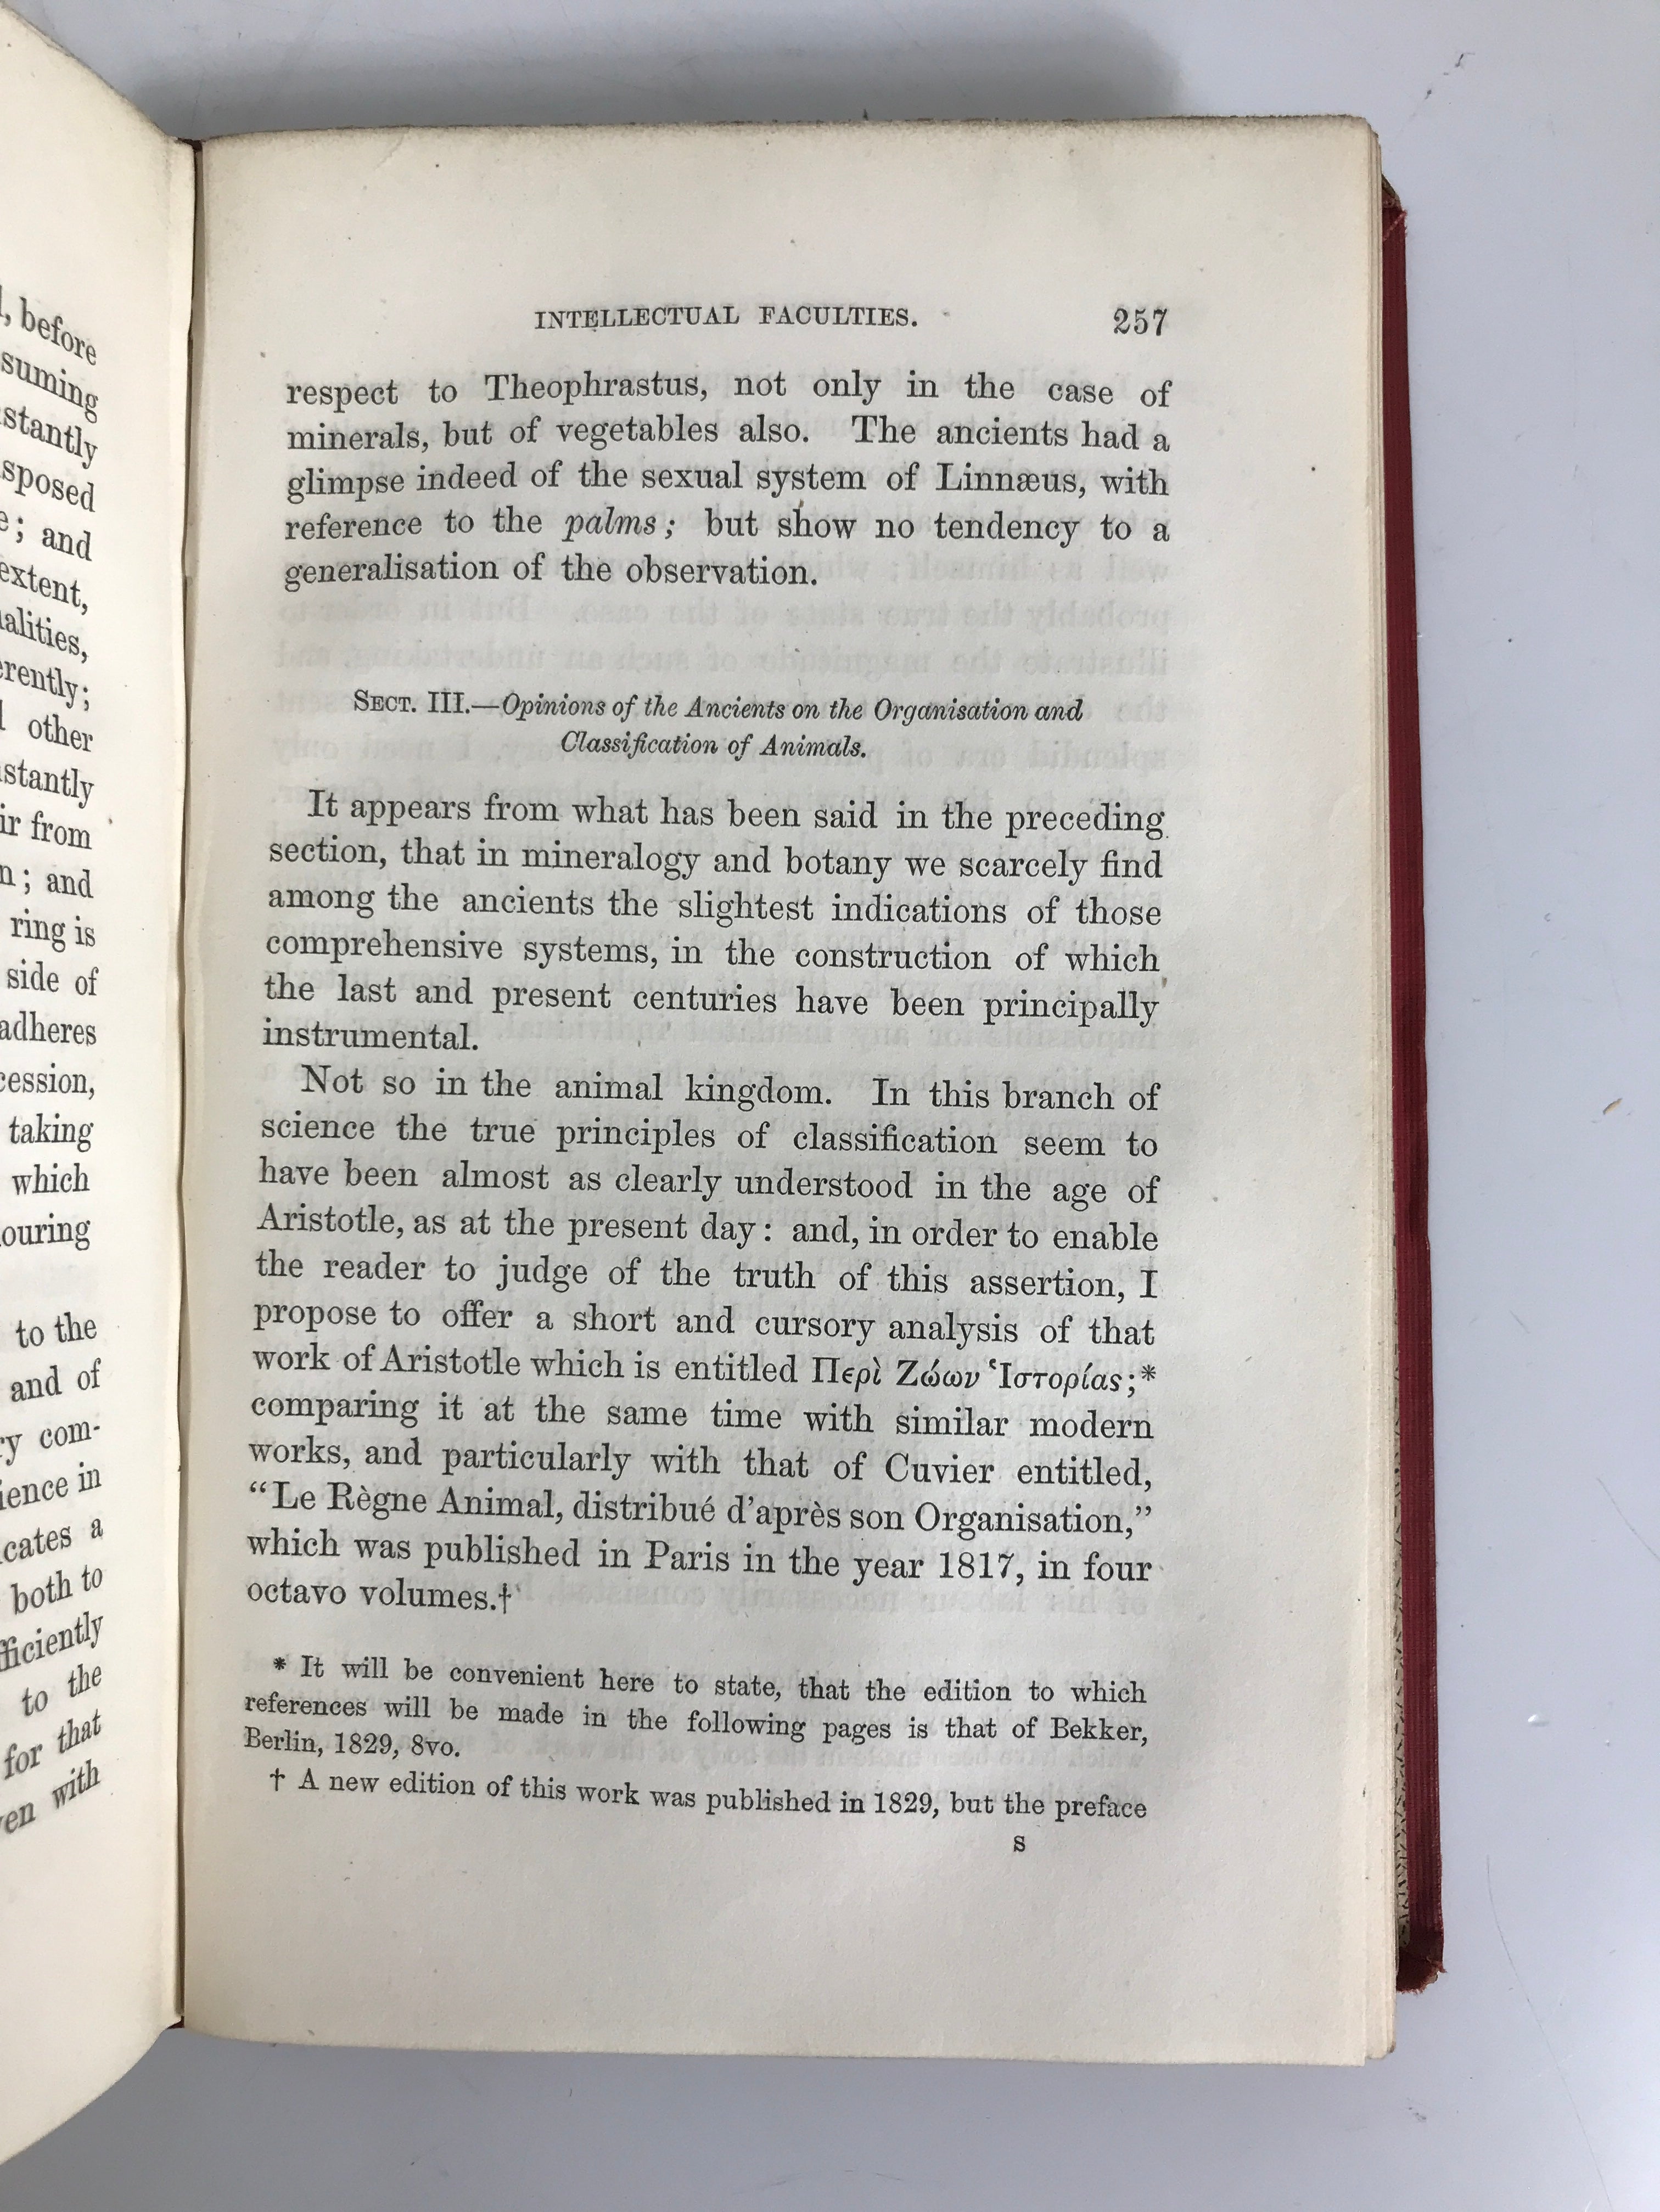 , before
suming
stantly
sposed
; and
extent,
alities,
erently;
other
stantly
ir from
n; and
ring is
side of
adheres
cession,
taking
which
ouring
to the
and of
ry com-
ience in
cates a
both to
fficiently
to the
for that
ven with
INTELLECTUAL FACULTIES. 257
respect to Theophrastus, not only in the case of
minerals, but of vegetables also. The ancients had a
glimpse indeed of the sexual system of Linnæus, with
reference to the palms; but show no tendency to a
generalisation of the observation.
SECT. III.—Opinions of the Ancients on the Organisation and
Classification of Animals.
It appears from what has been said in the preceding
section, that in mineralogy and botany we scarcely find
among the ancients the slightest indications of those
comprehensive systems, in the construction of which
the last and present centuries have been principally
instrumental.
Not so in the animal kingdom. In this branch of
science the true principles of classification seem to
have been almost as clearly understood in the age of
Aristotle, as at the present day: and, in order to enable
the reader to judge of the truth of this assertion, I
propose to offer a short and cursory analysis of that
work of Aristotle which is entitled Περὶ Ζώων Ἱστορίας;*
comparing it at the same time with similar modern
works, and particularly with that of Cuvier entitled,
“Le Règne Animal, distribué d’après son Organisation,”
which was published in Paris in the year 1817, in four
octavo volumes.†
* It will be convenient here to state, that the edition to which
references will be made in the following pages is that of Bekker,
Berlin, 1829, 8vo.
† A new edition of this work was published in 1829, but the preface
S